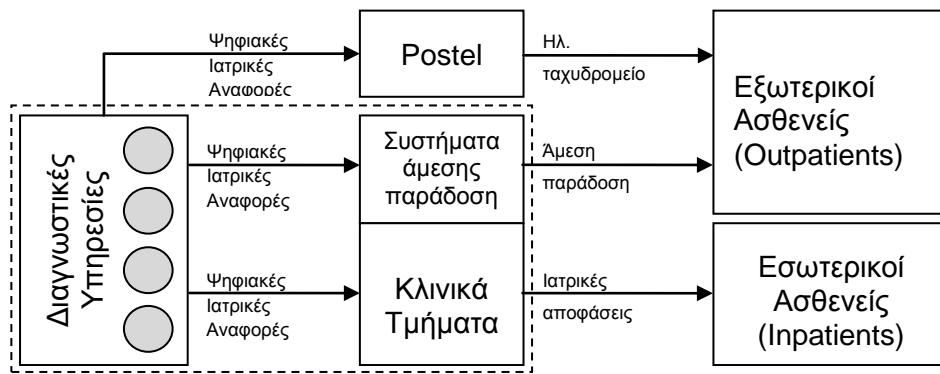 Ψηφιακές
Ιατρικές
Αναφορές
Postel
Ηλ.
ταχυδρομείο
Εξωτερικοί
Ασθενείς
(Outpatients)
Διαγνωστικές
Υπηρεσίες
Ψηφιακές
Ιατρικές
Αναφορές
Συστήματα
άμεσης
παράδοση
Άμεση
παράδοση
Ψηφιακές
Ιατρικές
Αναφορές
Κλινικά
Τμήματα
Ιατρικές
αποφάσεις
Εσωτερικοί
Ασθενείς
(Inpatients)